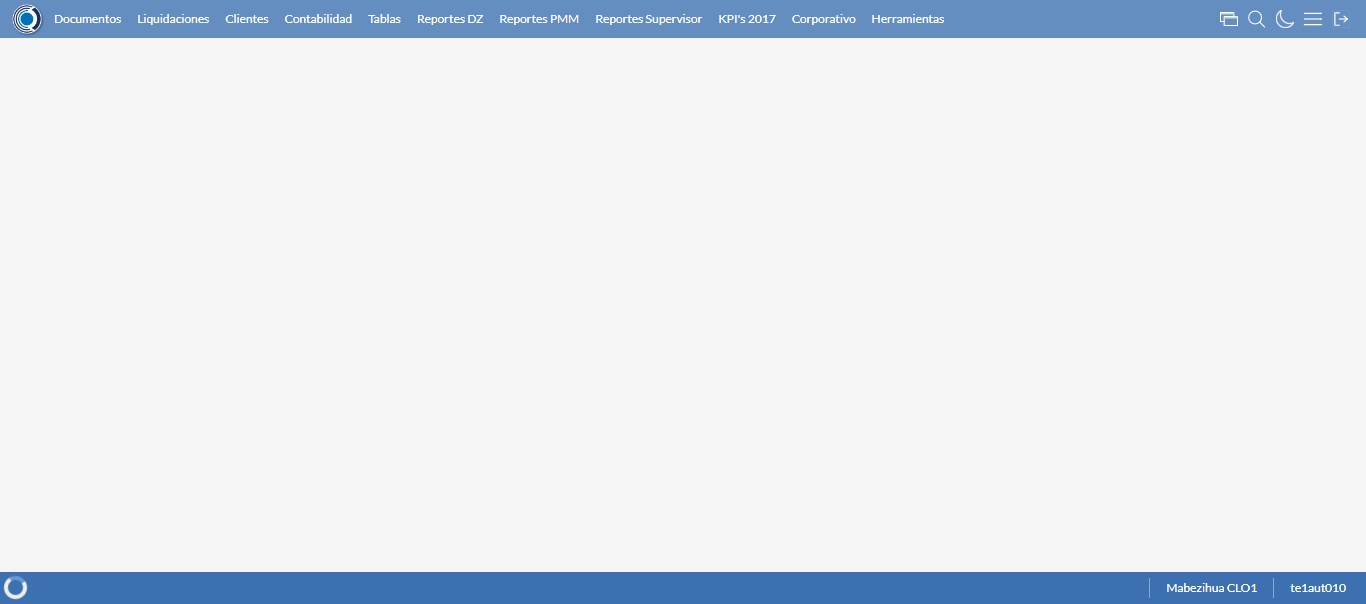 Documentos Liquidaciones Clientes Contabilidad Tablas Reportes DZ Reportes PMM Reportes Supervisor KPI's 2017 Corporativo Herramientas
Mabezihua CLO1 te1aut010